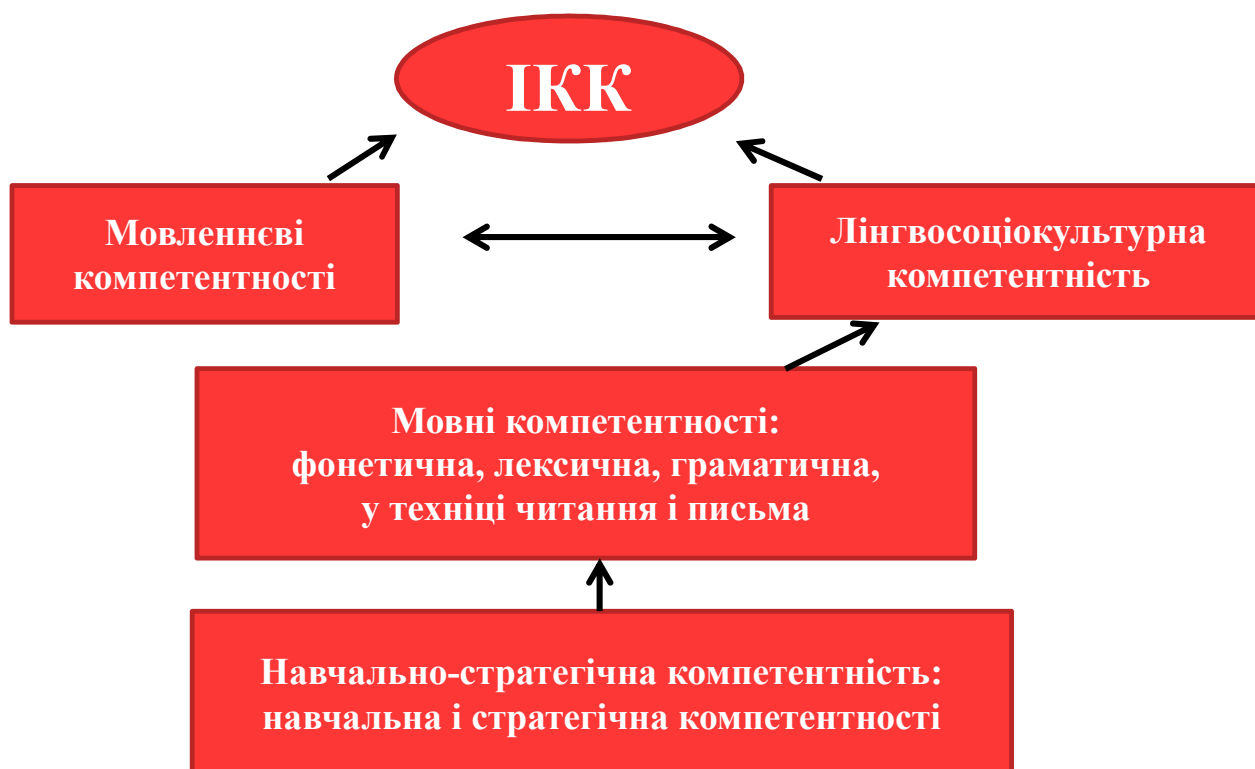 ІКК
Мовленнєві
компетентності
Лінгвосоціокультурна
компетентність
Мовні компетентності:
фонетична, лексична, граматична,
у техніці читання і письма
Навчально-стратегічна компетентність:
навчальна і стратегічна компетентності